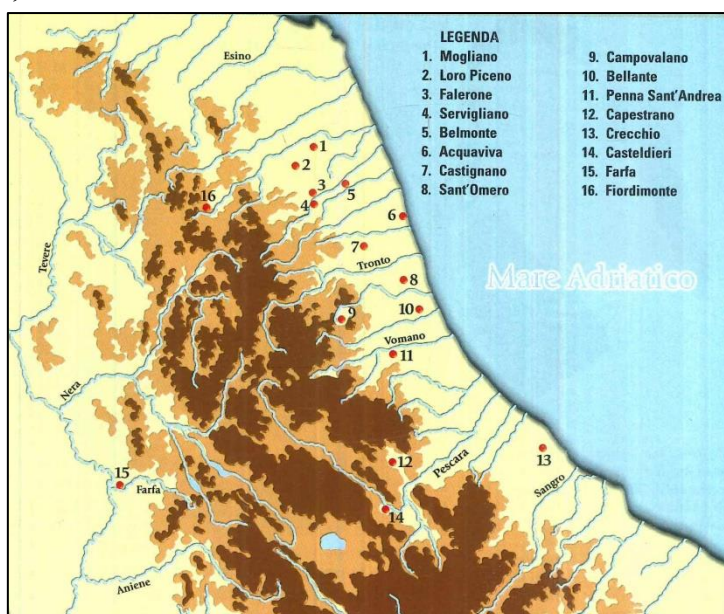 LEGENDA
1. Mogliano
2. Loro Piceno
3. Falerone
4. Servigliano
5. Belmonte
6. Acquaviva
7. Castignano
8. Sant'Omero
9. Campovalano
10. Bellante
11. Penna Sant'Andrea
12. Capestrano
13. Crecchio
14. Casteldieri
15. Farfa
16. Fiordimonte
Esino
1
2
3
4
5
16
6
7
Tronto
8
Mare Adriatico
Tevere
9
10
Vomano
11
Nera
12
Pescara
13
Sangro
15
Farfa
14
Aniene